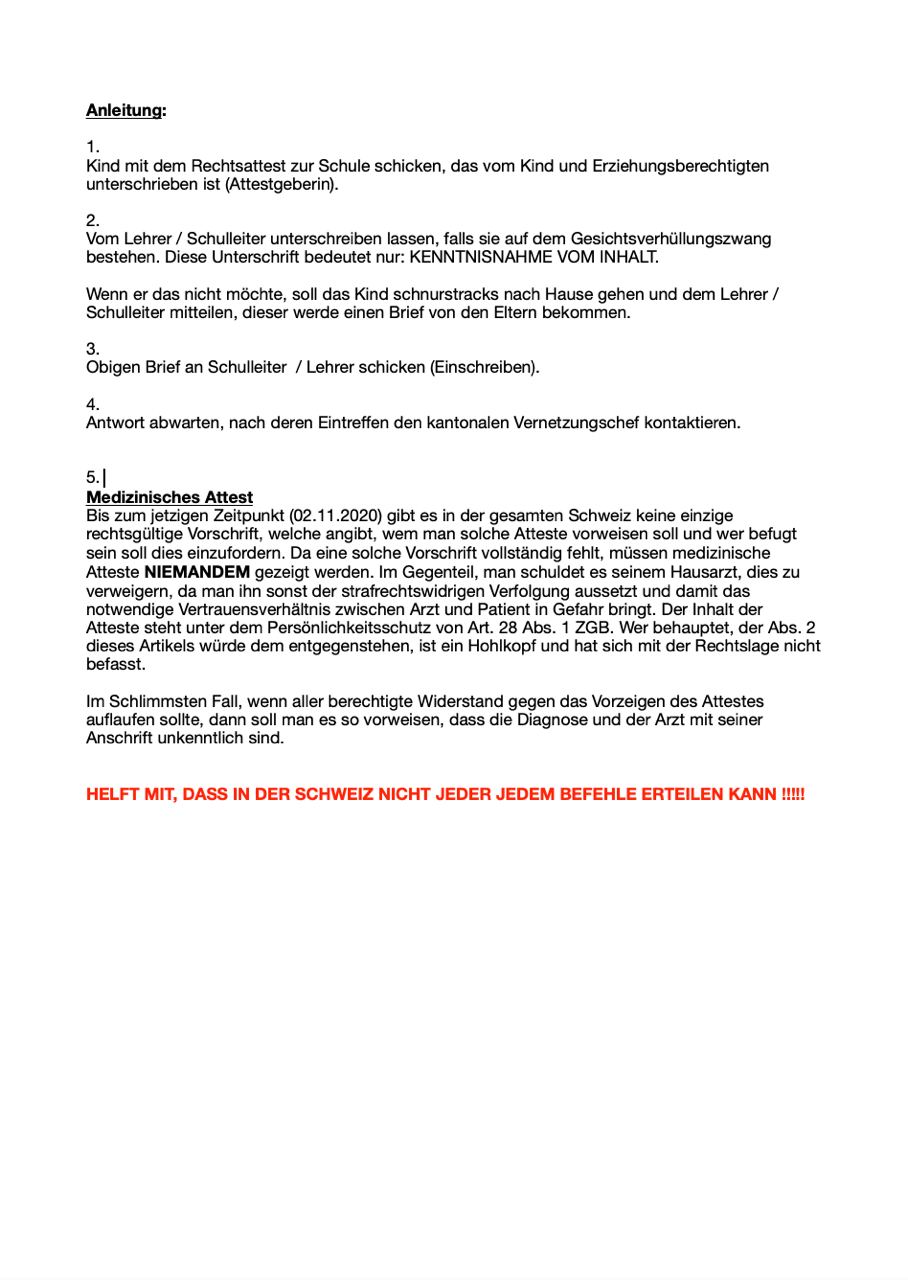 Anleitung:
1.
Kind mit dem Rechtsattest zur Schule schicken, das vom Kind und Erziehungsberechtigten
unterschrieben ist (Attestgeberin).
2.
Vom Lehrer / Schulleiter unterschreiben lassen, falls sie auf dem Gesichtsverhüllungszwang
bestehen. Diese Unterschrift bedeutet nur: KENNTNISNAHME VOM INHALT.
Wenn er das nicht möchte, soll das Kind schnurstracks nach Hause gehen und dem Lehrer /
Schulleiter mitteilen, dieser werde einen Brief von den Eltern bekommen.
3.
Obigen Brief an Schulleiter  / Lehrer schicken (Einschreiben).
4.
Antwort abwarten, nach deren Eintreffen den kantonalen Vernetzungschef kontaktieren.
5.
Medizinisches Attest
Bis zum jetzigen Zeitpunkt (02.11.2020) gibt es in der gesamten Schweiz keine einzige
rechtsgültige Vorschrift, welche angibt, wem man solche Atteste vorweisen soll und wer befugt
sein soll dies einzufordern. Da eine solche Vorschrift vollständig fehlt, müssen medizinische
Atteste NIEMANDEM gezeigt werden. Im Gegenteil, man schuldet es seinem Hausarzt, dies zu
verweigern, da man ihn sonst der strafrechtswidrigen Verfolgung aussetzt und damit das
notwendige Vertrauensverhältnis zwischen Arzt und Patient in Gefahr bringt. Der Inhalt der
Atteste steht unter dem Persönlichkeitsschutz von Art. 28 Abs. 1 ZGB. Wer behauptet, der Abs. 2
dieses Artikels würde dem entgegenstehen, ist ein Hohlkopf und hat sich mit der Rechtslage nicht
befasst.
Im Schlimmsten Fall, wenn aller berechtigte Widerstand gegen das Vorzeigen des Attestes
auflaufen sollte, dann soll man es so vorweisen, dass die Diagnose und der Arzt mit seiner
Anschrift unkenntlich sind.
HELFT MIT, DASS IN DER SCHWEIZ NICHT JEDER JEDEM BEFEHLE ERTEILEN KANN !!!!!